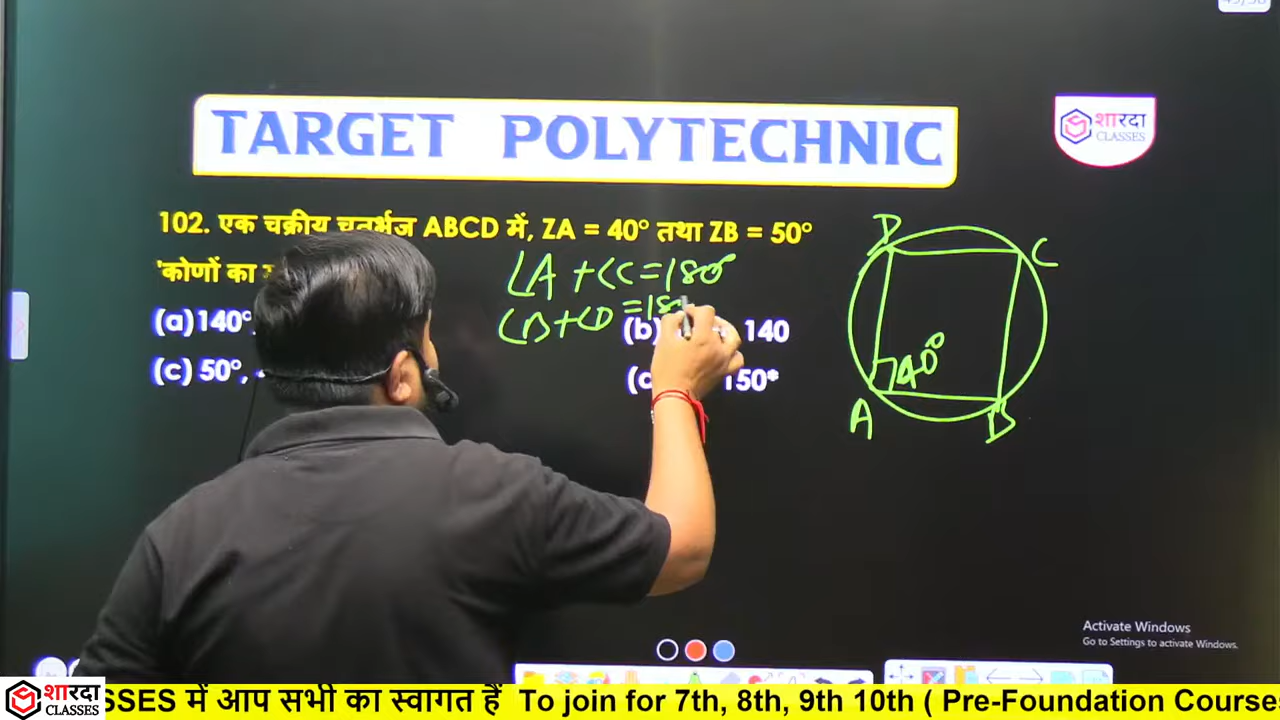 TARGET POLYTECHNIC
शारदा
CLASSES
102. एक चक्रीय चतुर्भुज ABCD में, ZA = 40° तथा ZB = 50°
'कोणों का
∠A + ∠C = 180°
∠B + ∠D = 18
(a) 140°
(b) 140
(c) 50°,
150°
D
C
40°
A
B
Activate Windows
Go to Settings to activate Windows.
शारदा
CLASSES
SSES में आप सभी का स्वागत हैं To join for 7th, 8th, 9th 10th ( Pre-Foundation Course